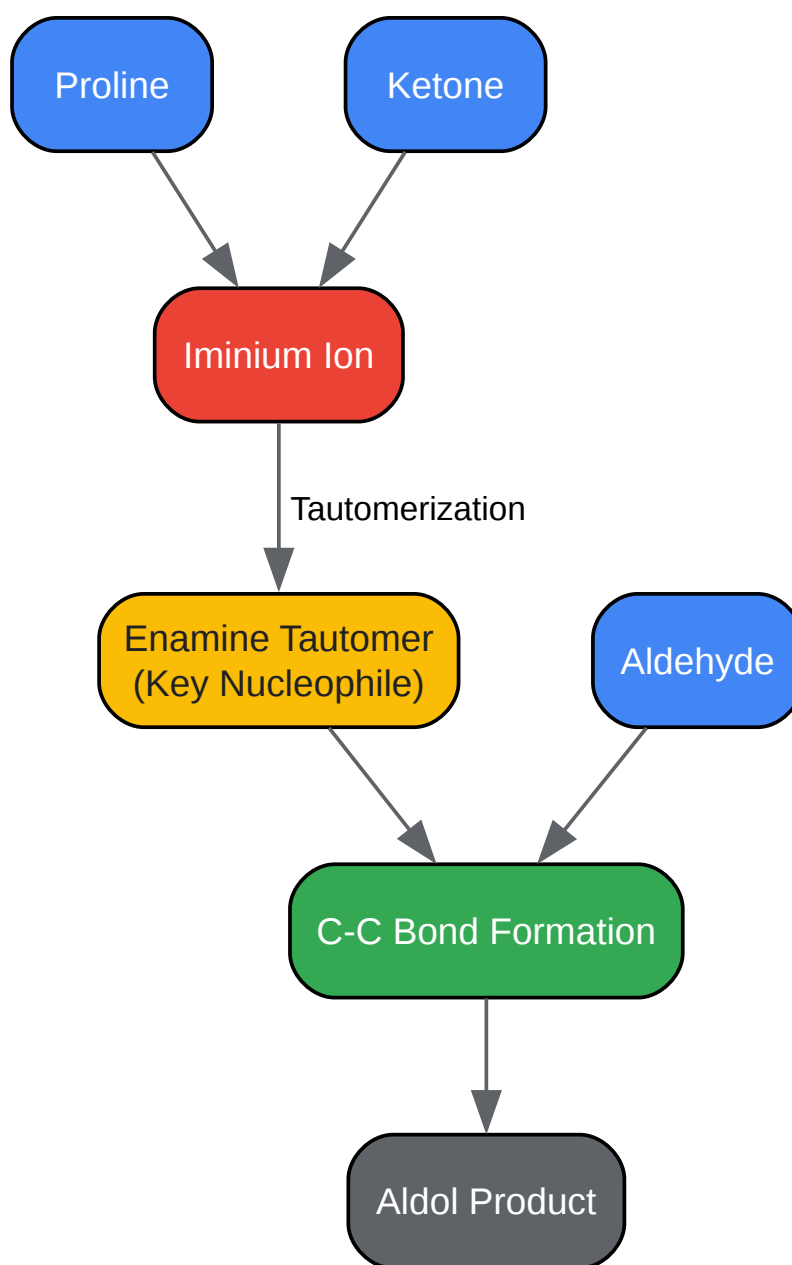 Proline
Ketone
Iminium Ion
Tautomerization
Enamine Tautomer
(Key Nucleophile)
Aldehyde
C-C Bond Formation
Aldol Product